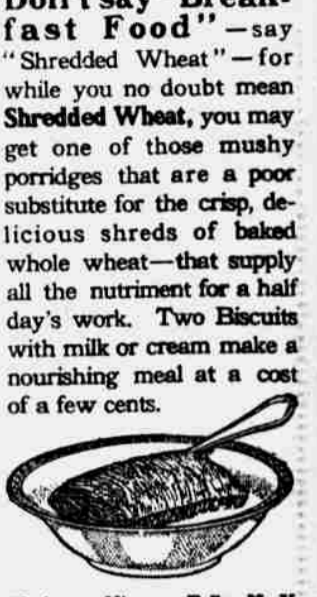 Don't say "Break-
fast Food"—say
"Shredded Wheat"—for
while you no doubt mean
Shredded Wheat, you may
get one of those mushy
porridges that are a poor
substitute for the crisp, de-
licious shreds of baked
whole wheat—that supply
all the nutriment for a half
day's work. Two Biscuits
with milk or cream make a
nourishing meal at a cost
of a few cents.